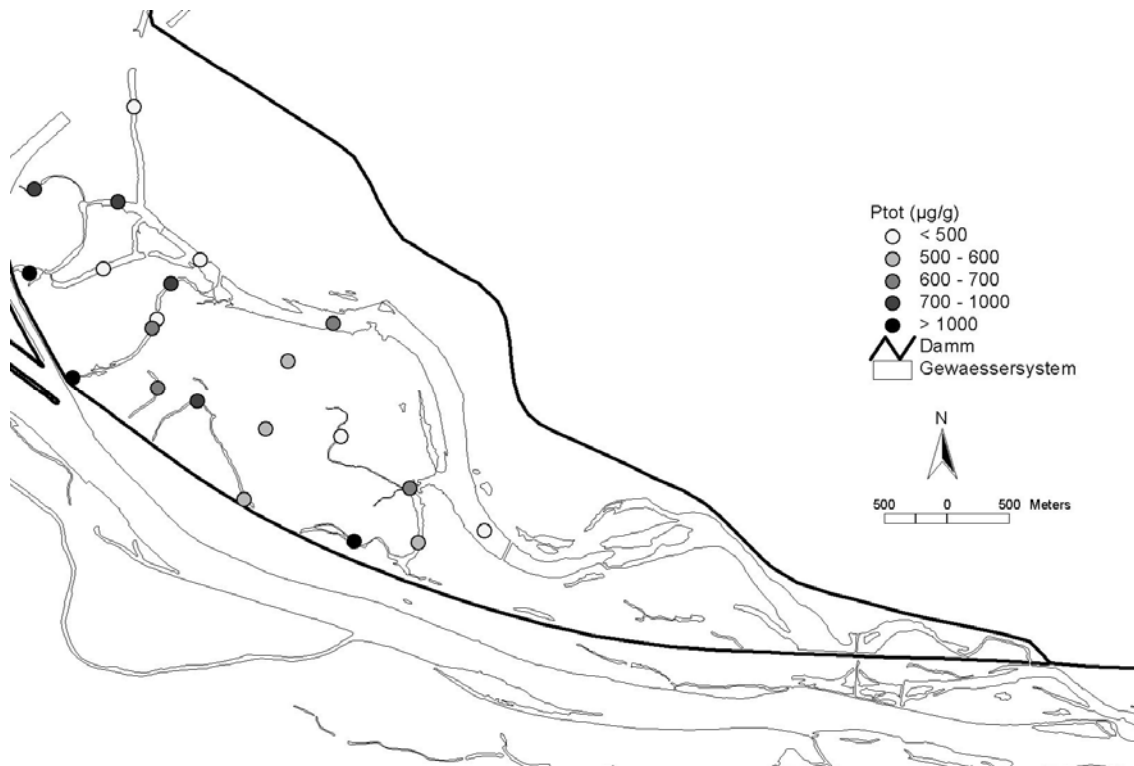 Ptot (µg/g)
< 500
500 - 600
600 - 700
700 - 1000
> 1000
Damm
Gewaessersystem
N
500 0 500 Meters